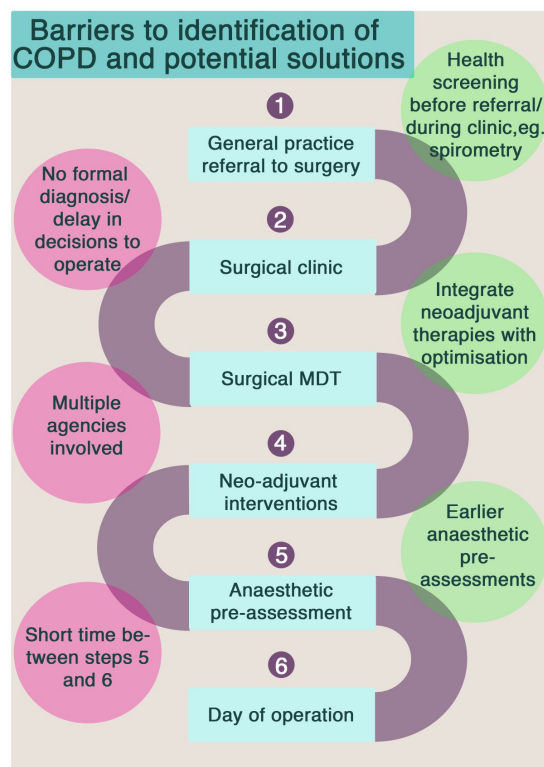 Barriers to identification of
COPD and potential solutions
Health
screening
before referral/
during clinic,eg.
spirometry
1
General practice
referral to surgery
No formal
diagnosis/
delay in
decisions to
operate
2
Surgical clinic
Integrate
neoadjuvant
therapies with
optimisation
3
Surgical MDT
Multiple
agencies
involved
4
Neo-adjuvant
interventions
Earlier
anaesthetic
pre-
assessments
5
Anaesthetic
pre-assessment
Short time be-
tween steps 5
and 6
6
Day of operation